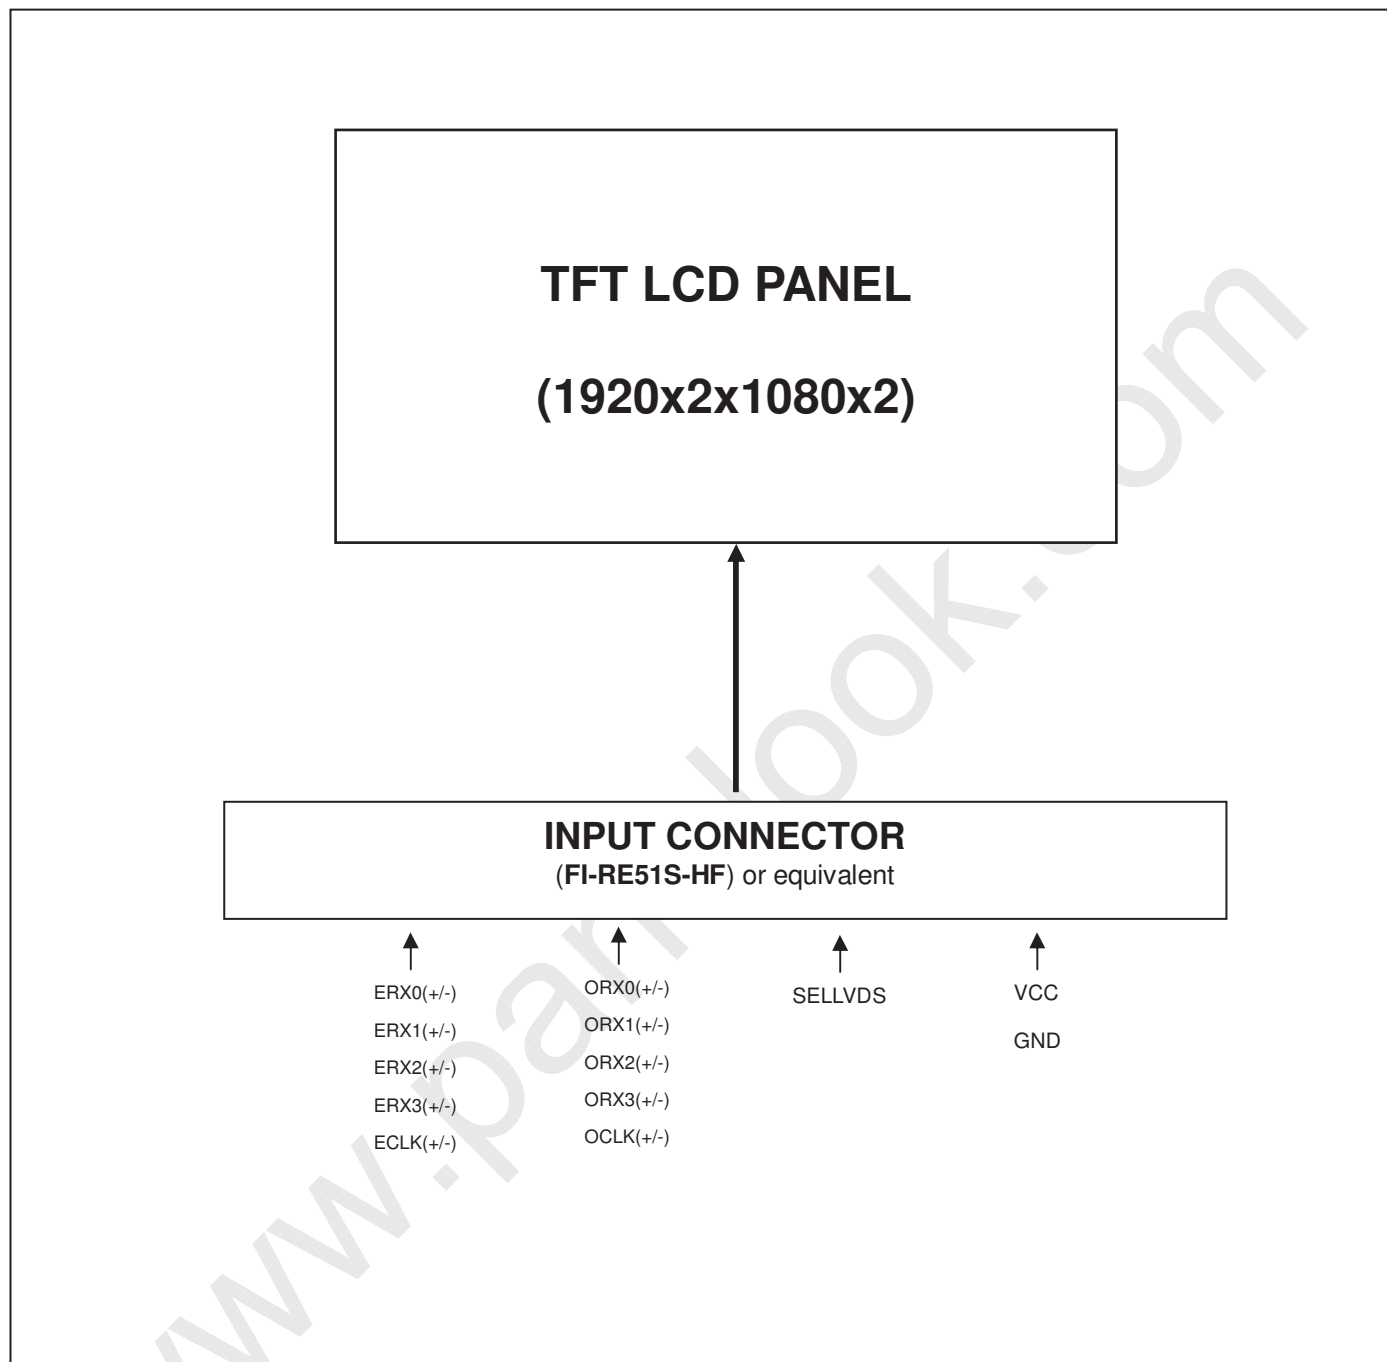 TFT LCD PANEL
(1920x2x1080x2)
INPUT CONNECTOR
(FI-RE51S-HF) or equivalent
ERX0(+/-)
ERX1(+/-)
ERX2(+/-)
ERX3(+/-)
ECLK(+/-)
ORX0(+/-)
ORX1(+/-)
ORX2(+/-)
ORX3(+/-)
OCLK(+/-)
SELLVDS
VCC
GND